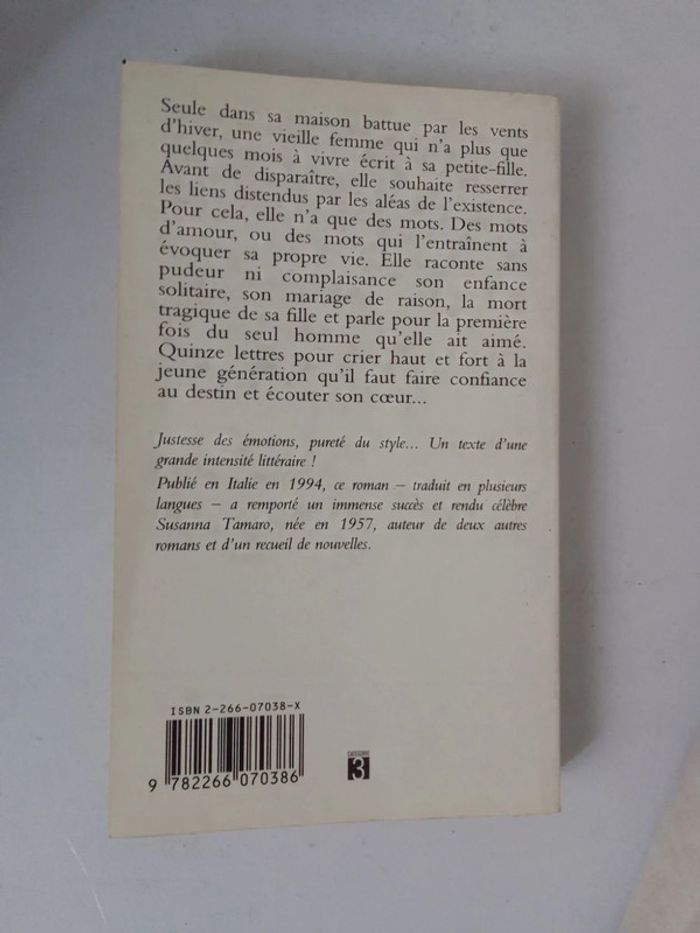 Seule dans sa maison battue par les vents
d'hiver, une vieille femme qui n'a plus que
quelques mois à vivre écrit à sa petite-fille.
Avant de disparaître, elle souhaite resserrer
les liens distendus par les aléas de l'existence.
Pour cela, elle n'a que des mots. Des mots
d'amour, ou des mots qui l'entraînent à
évoquer sa propre vie. Elle raconte sans
pudeur ni complaisance son enfance
solitaire, son mariage de raison, la mort
tragique de sa fille et parle pour la première
fois du seul homme qu'elle ait aimé.
Quinze lettres pour crier haut et fort à la
jeune génération qu'il faut faire confiance
au destin et écouter son cœur...
Justesse des émotions, pureté du style... Un texte d'une
grande intensité littéraire !
Publié en Italie en 1994, ce roman – traduit en plusieurs
langues – a remporté un immense succès et rendu célèbre
Susanna Tamaro, née en 1957, auteur de deux autres
romans et d'un recueil de nouvelles.
ISBN 2-266-07038-X
9 782266 070386
CATEGORIE
3